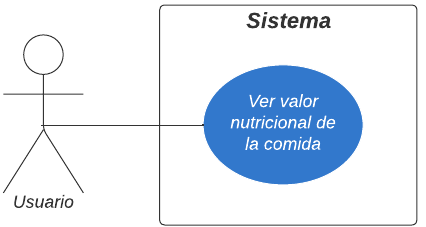 Sistema
Ver valor
nutricional de
la comida
Usuario